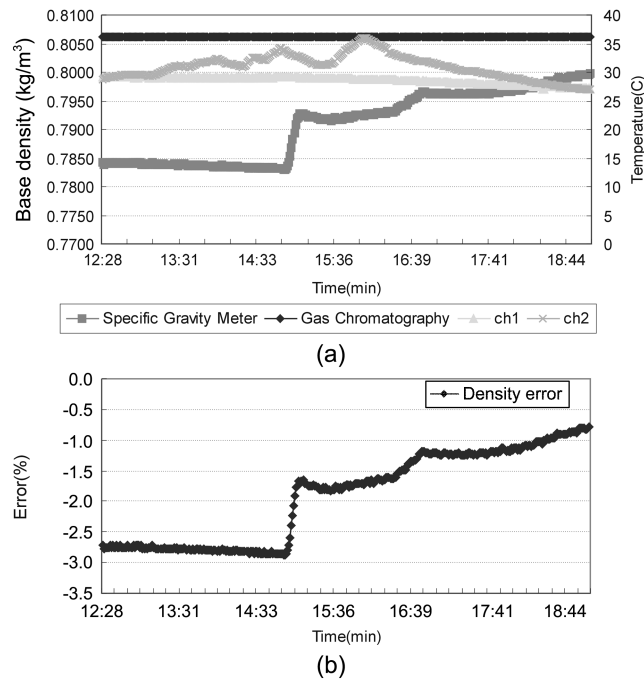 0.8100 40
0.8050 35
0.8000 30
0.7950 25
0.7900 20
0.7850 15
0.7800 10
0.7750 5
0.7700 0
Base density (kg/m³)
Temperature(C)
12:28 13:31 14:33 15:36 16:39 17:41 18:44
Time(min)
Specific Gravity Meter Gas Chromatography ch1 ch2
(a)
0.0
-0.5
-1.0
-1.5
-2.0
-2.5
-3.0
-3.5
Error(%)
Density error
12:28 13:31 14:33 15:36 16:39 17:41 18:44
Time(min)
(b)